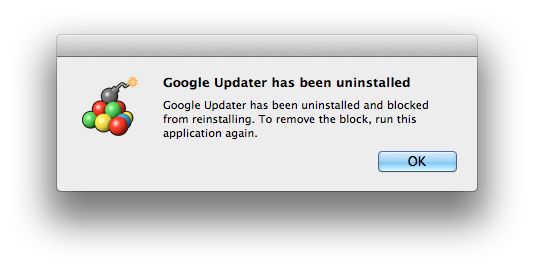 Google Updater has been uninstalled
Google Updater has been uninstalled and blocked
from reinstalling. To remove the block, run this
application again.
OK